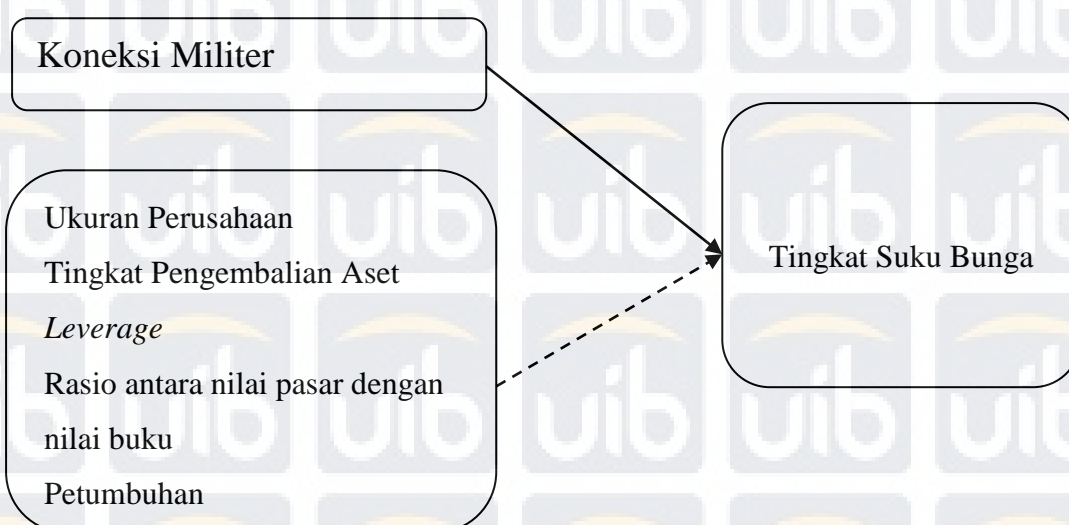 Koneksi Militer
Ukuran Perusahaan
Tingkat Pengembalian Aset
Leverage
Rasio antara nilai pasar dengan
nilai buku
Petumbuhan
Tingkat Suku Bunga